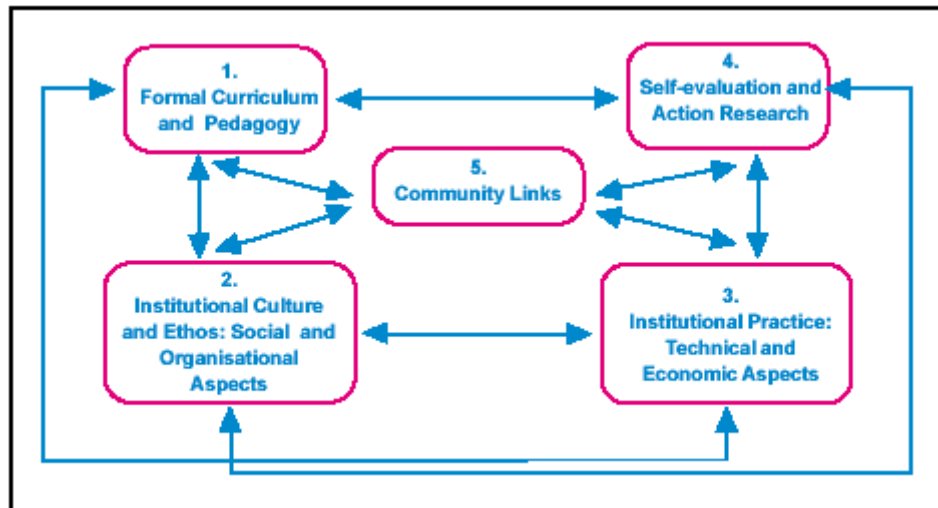 1.
Formal Curriculum
and Pedagogy
4.
Self-evaluation and
Action Research
5.
Community Links
2.
Institutional Culture
and Ethos: Social and
Organisational
Aspects
3.
Institutional Practice:
Technical and
Economic Aspects